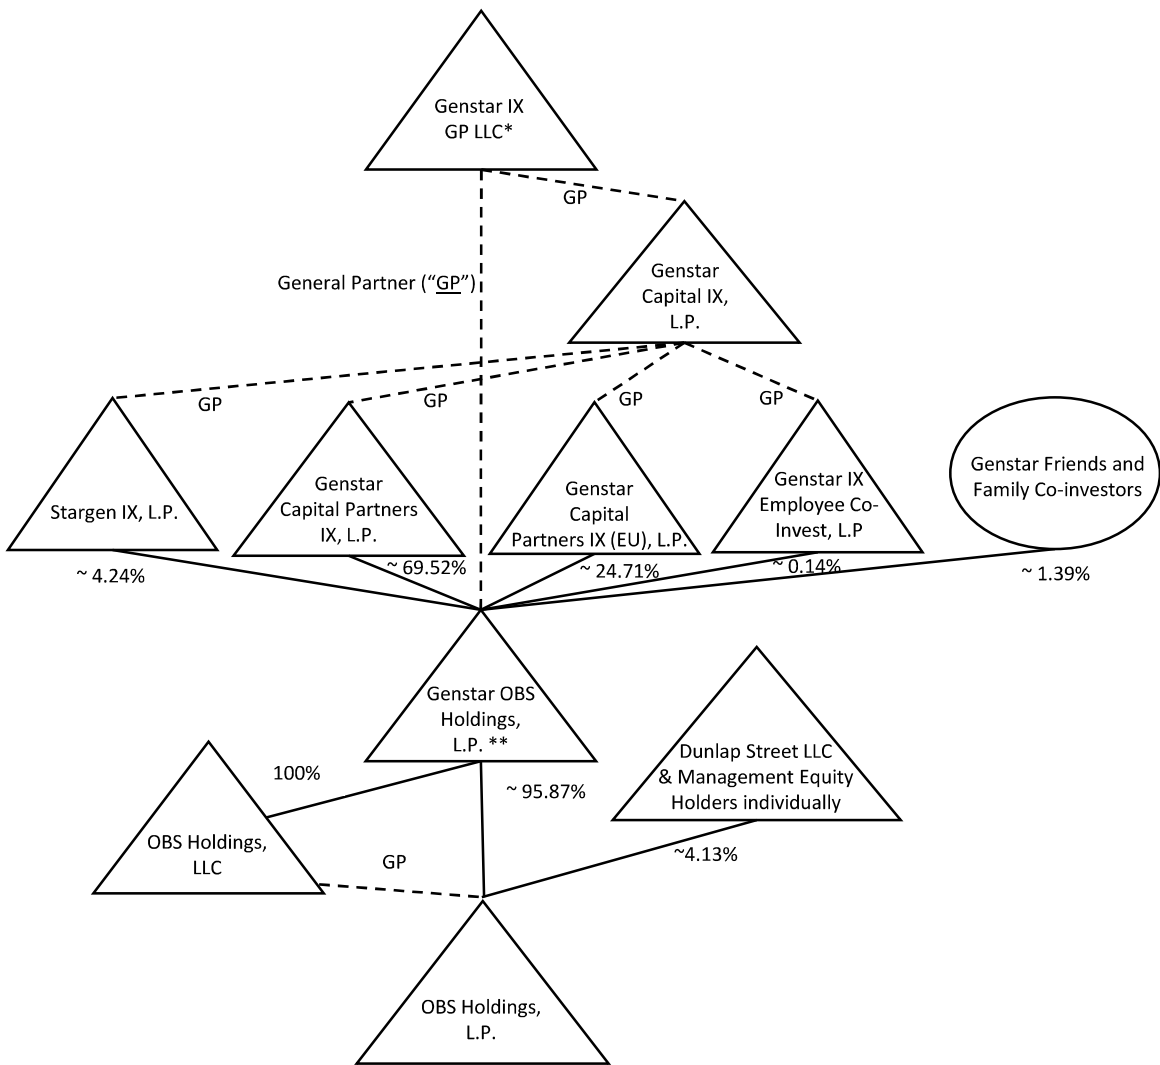 Genstar IX
GP LLC*
GP
General Partner (“GP”)
Genstar
Capital IX,
L.P.
GP
GP
GP
GP
Stargen IX, L.P.
Genstar
Capital Partners
IX, L.P.
Genstar
Capital
Partners IX (EU), L.P.
Genstar IX
Employee Co-
Invest, L.P
Genstar Friends and
Family Co-investors
~ 4.24%
~ 69.52%
~ 24.71%
~ 0.14%
~ 1.39%
Genstar OBS
Holdings,
L.P. **
Dunlap Street LLC
& Management Equity
Holders individually
100%
~ 95.87%
~4.13%
OBS Holdings,
LLC
GP
OBS Holdings,
L.P.